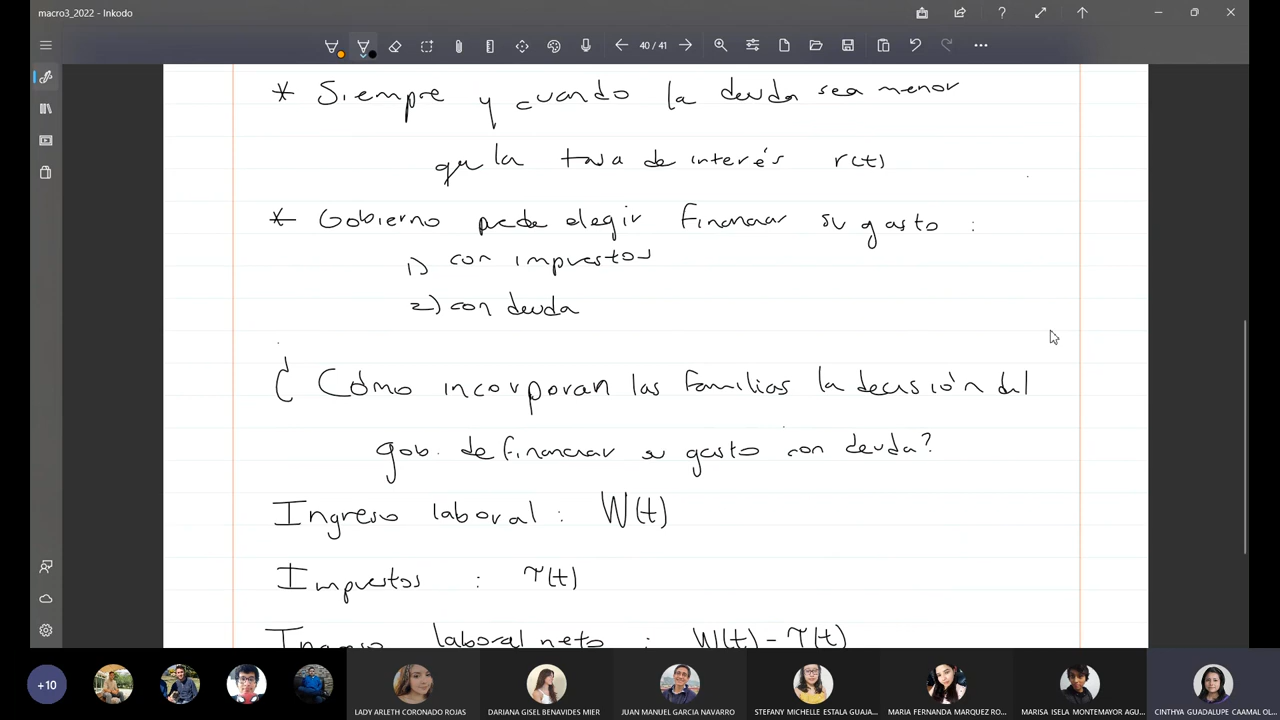 macro3_2022 - Inkodo
40 / 41
* Siempre y cuando la deuda sea menor
que la tasa de interés r(t)
* Gobierno puede elegir financiar su gasto :
1) con impuestos
2) con deuda
¿ Cómo incorporan las familias la decisión del
gob. de financiar su gasto con deuda?
Ingreso laboral : W(t)
Impuestos : T(t)
Ingreso laboral neto : W(t) - T(t)
+10
LADY ARLETH CORONADO ROJAS
DARIANA GISEL BENAVIDES MIER
JUAN MANUEL GARCIA NAVARRO
STEFANY MICHELLE ESTALA GUAJA...
MARIA FERNANDA MARQUEZ RO...
MARISA ISELA MONTEMAYOR AGU...
CINTHYA GUADALUPE CAAMAL OL...